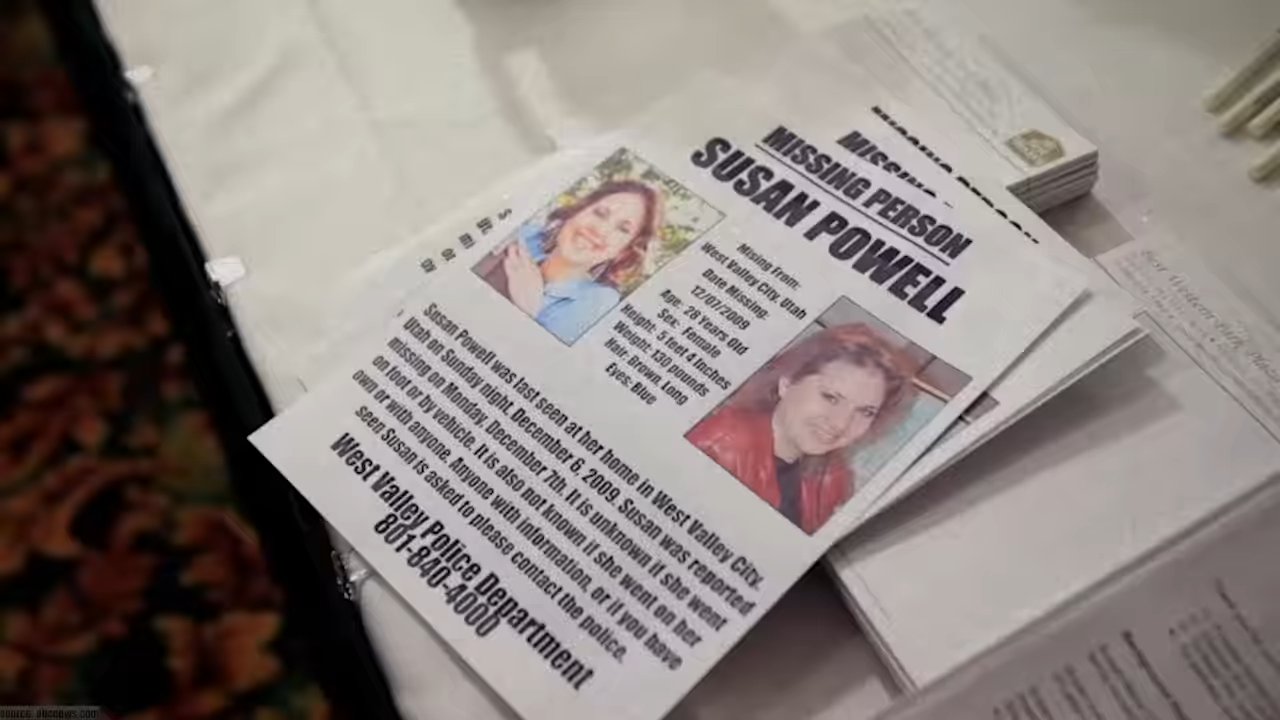 MISSING PERSON
SUSAN POWELL
Mising From:
West Valley City, Utah
Date Missing:
12/07/2009
Age: 28 Years Old
Sex: Female
Height: 5 feet 4 Inches
Weight: 130 pounds
Hair: Brown, Long
Eyes: Blue
Susan Powell was last seen at her home in West Valley City,
Utah on Sunday night, December 6, 2009. Susan was reported
missing on Monday, December 7th. It is unknown if she went
on foot or by vehicle. It is also not known if she went on her
own or with anyone. Anyone with information, or if you have
seen Susan is asked to please contact the police.
West Valley Police Department
801-840-4000
MISSING
PERSON
source: abcnews.com